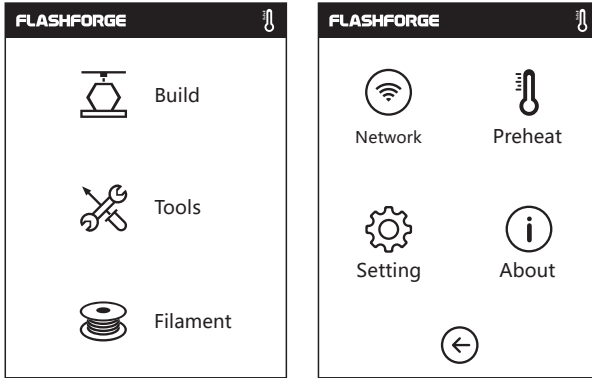 FLASHFORGE
Build
Tools
Filament
FLASHFORGE
Network
Preheat
Setting
About